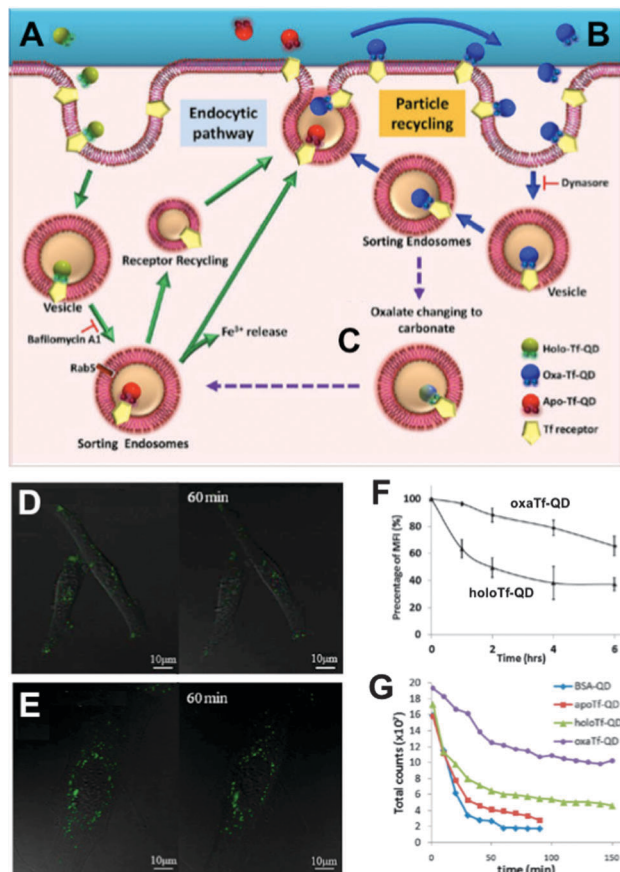 A
B
Endocytic
pathway
Particle
recycling
Dynasore
Sorting Endosomes
Vesicle
Receptor Recycling
Vesicle
Oxalate changing to
carbonate
Bafilomycin A1
Fe³⁺ release
C
Rab5
Sorting Endosomes
Holo-Tf-QD
Oxa-Tf-QD
Apo-Tf-QD
Tf receptor
D
60 min
10μm
10μm
E
60 min
10μm
10μm
F
Precentage of MFI (%)
100
80
60
40
20
0
oxaTf-QD
holoTf-QD
0
1
2
3
4
5
6
Time (hrs)
G
Total counts (x10⁷)
20
18
16
14
12
10
8
6
4
2
0
BSA-QD
apoTf-QD
holoTf-QD
oxaTf-QD
0
50
100
150
time (min)